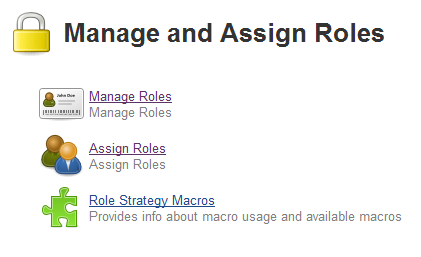 Manage and Assign Roles
John Doe
Manage Roles
Manage Roles
Assign Roles
Assign Roles
Role Strategy Macros
Provides info about macro usage and available macros